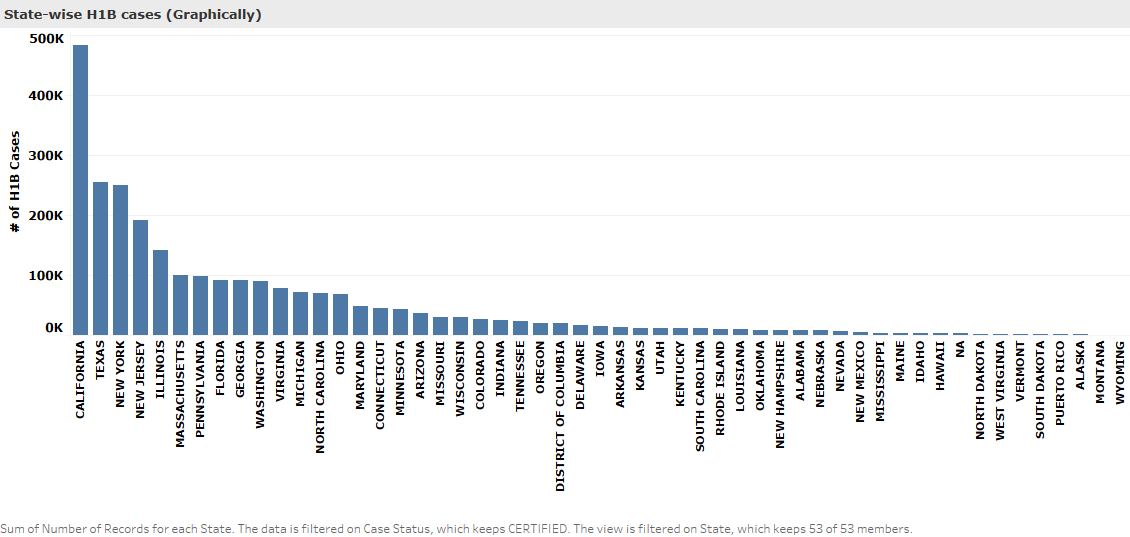 State-wise H1B cases (Graphically)
500K
400K
300K
200K
100K
0K
# of H1B Cases
CALIFORNIA
TEXAS
NEW YORK
NEW JERSEY
ILLINOIS
MASSACHUSETTS
PENNSYLVANIA
FLORIDA
GEORGIA
WASHINGTON
VIRGINIA
MICHIGAN
NORTH CAROLINA
OHIO
MARYLAND
CONNECTICUT
MINNESOTA
ARIZONA
MISSOURI
WISCONSIN
COLORADO
INDIANA
TENNESSEE
OREGON
DISTRICT OF COLUMBIA
DELAWARE
IOWA
ARKANSAS
KANSAS
UTAH
KENTUCKY
SOUTH CAROLINA
RHODE ISLAND
LOUISIANA
OKLAHOMA
NEW HAMPSHIRE
ALABAMA
NEBRASKA
NEVADA
NEW MEXICO
MISSISSIPPI
MAINE
IDAHO
HAWAII
NA
NORTH DAKOTA
WEST VIRGINIA
VERMONT
SOUTH DAKOTA
PUERTO RICO
ALASKA
MONTANA
WYOMING
Sum of Number of Records for each State. The data is filtered on Case Status, which keeps CERTIFIED. The view is filtered on State, which keeps 53 of 53 members.